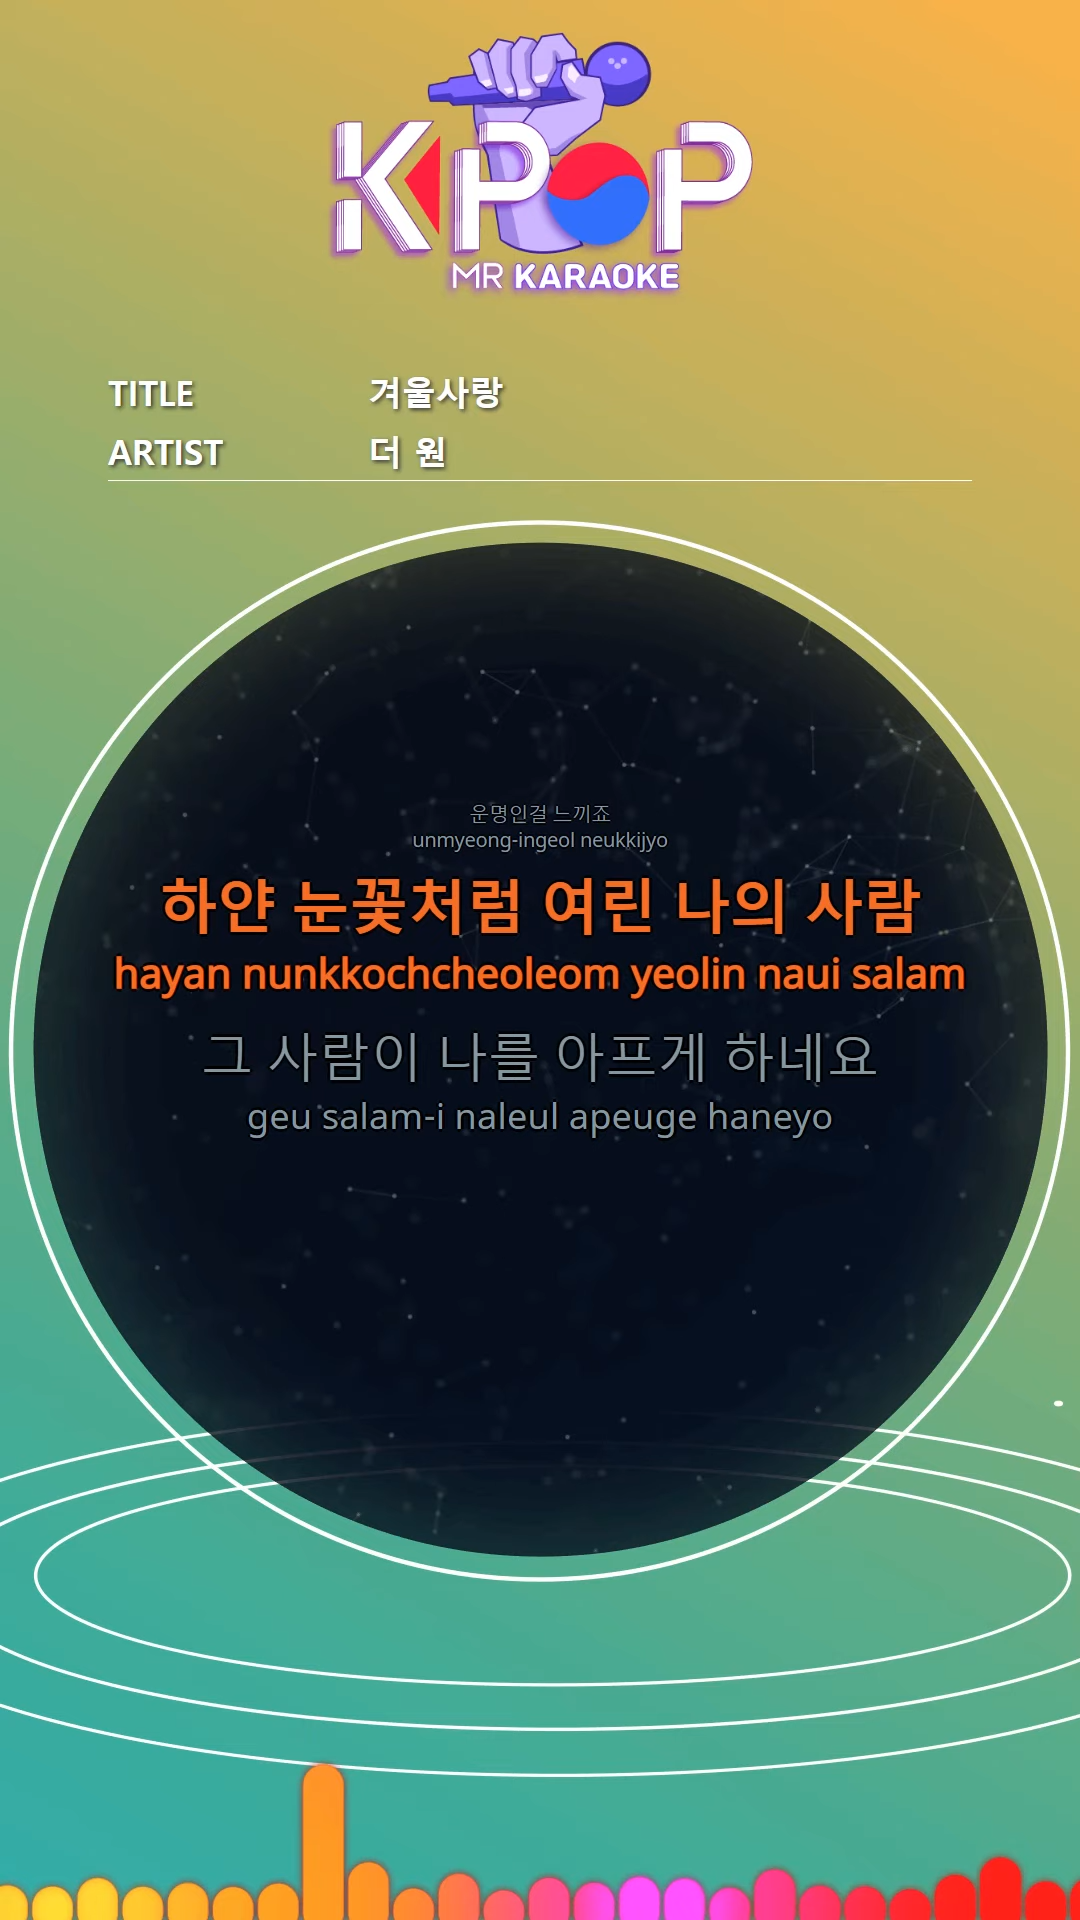 KPOP
MR KARAOKE
TITLE 겨울사랑
ARTIST 더 원
운명인걸 느끼죠
unmyeong-ingeol neukkijyo
하얀 눈꽃처럼 여린 나의 사람
hayan nunkkochcheoleom yeolin naui salam
그 사람이 나를 아프게 하네요
geu salam-i naleul apeuge haneyo